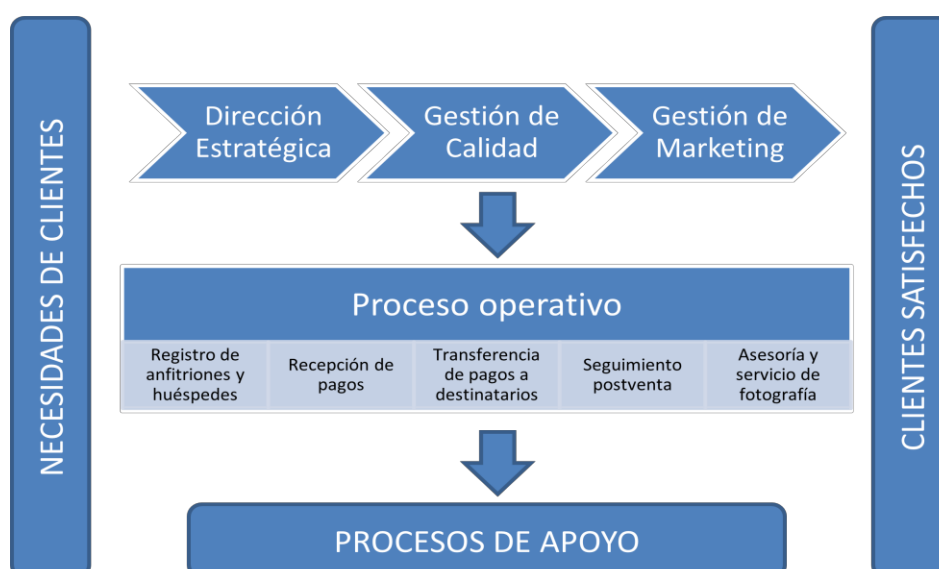 NECESIDADES DE CLIENTES
Dirección
Estratégica
Gestión de
Calidad
Gestión de
Marketing
Proceso operativo
Registro de
anfitriones y
huéspedes
Recepción de
pagos
Transferencia
de pagos a
destinatarios
Seguimiento
postventa
Asesoría y
servicio de
fotografía
PROCESOS DE APOYO
CLIENTES SATISFECHOS